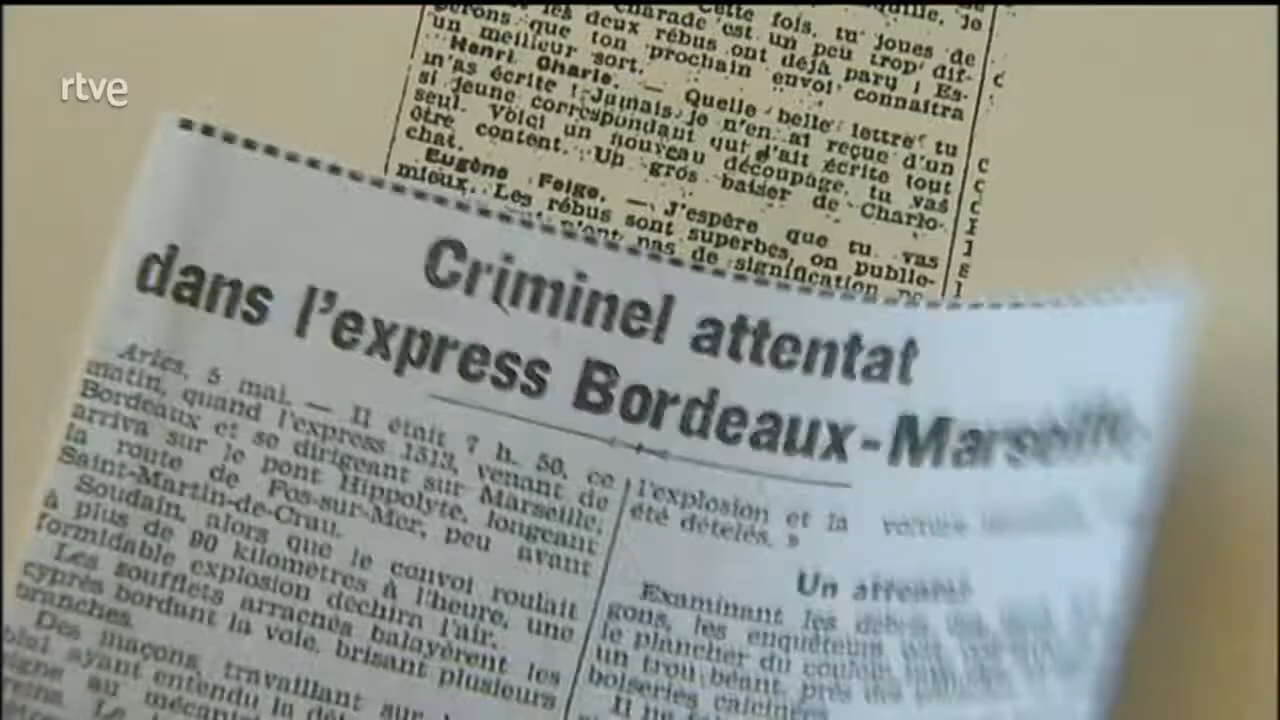 rtve
Cette fois, tu joues de
charade est un peu trop dif-
les deux rébus ont déjà paru ! Es-
pérons que ton prochain envoi connaîtra
un meilleur sort.
Henri Charle. — Quelle belle lettre tu
m'as écrite ! Jamais je n'en ai reçue d'un
si jeune correspondant qui m'ait écrite tout
seul. Voici un nouveau découpage, tu vas
être content. Un gros baiser de Charlo-
chat.
Eugène Feige. — J'espère que tu vas
mieux. Les rébus sont superbes, on publie-
n'ont pas de signification
Criminel attentat
dans l'express Bordeaux-Marseille
Arles, 5 mai. — Il était 7 h. 50, ce
matin, quand l'express 1513, venant de
Bordeaux et se dirigeant sur Marseille,
arriva sur le pont Hippolyte, longeant
la route de Fos-sur-Mer, peu avant
Saint-Martin-de-Crau.
Soudain, alors que le convoi roulait
à plus de 90 kilomètres à l'heure, une
formidable explosion déchira l'air.
Les soufflets arrachés balayèrent les
cyprès bordant la voie, brisant plusieurs
branches.
Des maçons, travaillant sur
ayant entendu la
au
l'explosion et la
été dételés. »
Un attentat
Examinant les débris
gons, les enquêteurs
le plancher du couloir
un trou béant, près
boiseries calcinées
Il ne